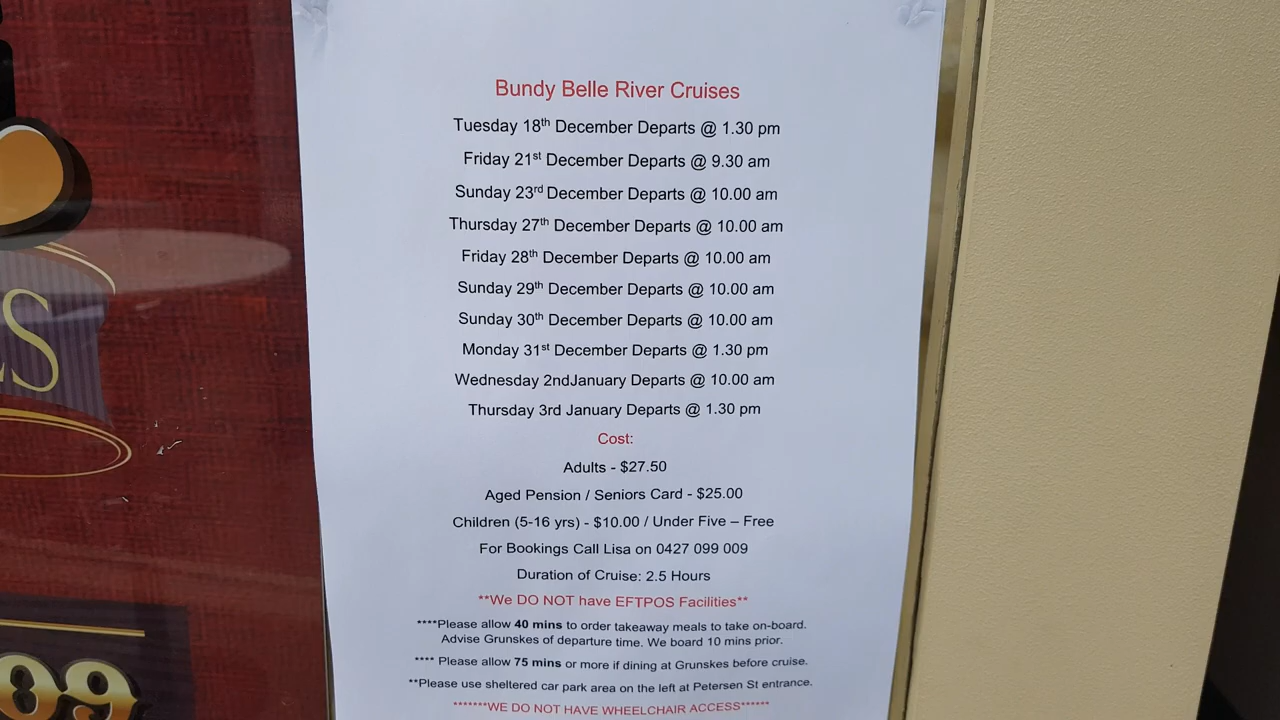 Bundy Belle River Cruises
Tuesday 18th December Departs @ 1.30 pm
Friday 21st December Departs @ 9.30 am
Sunday 23rd December Departs @ 10.00 am
Thursday 27th December Departs @ 10.00 am
Friday 28th December Departs @ 10.00 am
Sunday 29th December Departs @ 10.00 am
Sunday 30th December Departs @ 10.00 am
Monday 31st December Departs @ 1.30 pm
Wednesday 2ndJanuary Departs @ 10.00 am
Thursday 3rd January Departs @ 1.30 pm
Cost:
Adults - $27.50
Aged Pension / Seniors Card - $25.00
Children (5-16 yrs) - $10.00 / Under Five – Free
For Bookings Call Lisa on 0427 099 009
Duration of Cruise: 2.5 Hours
**We DO NOT have EFTPOS Facilities**
****Please allow 40 mins to order takeaway meals to take on-board.
Advise Grunskes of departure time. We board 10 mins prior.
**** Please allow 75 mins or more if dining at Grunskes before cruise.
**Please use sheltered car park area on the left at Petersen St entrance.
*******WE DO NOT HAVE WHEELCHAIR ACCESS******
S
09